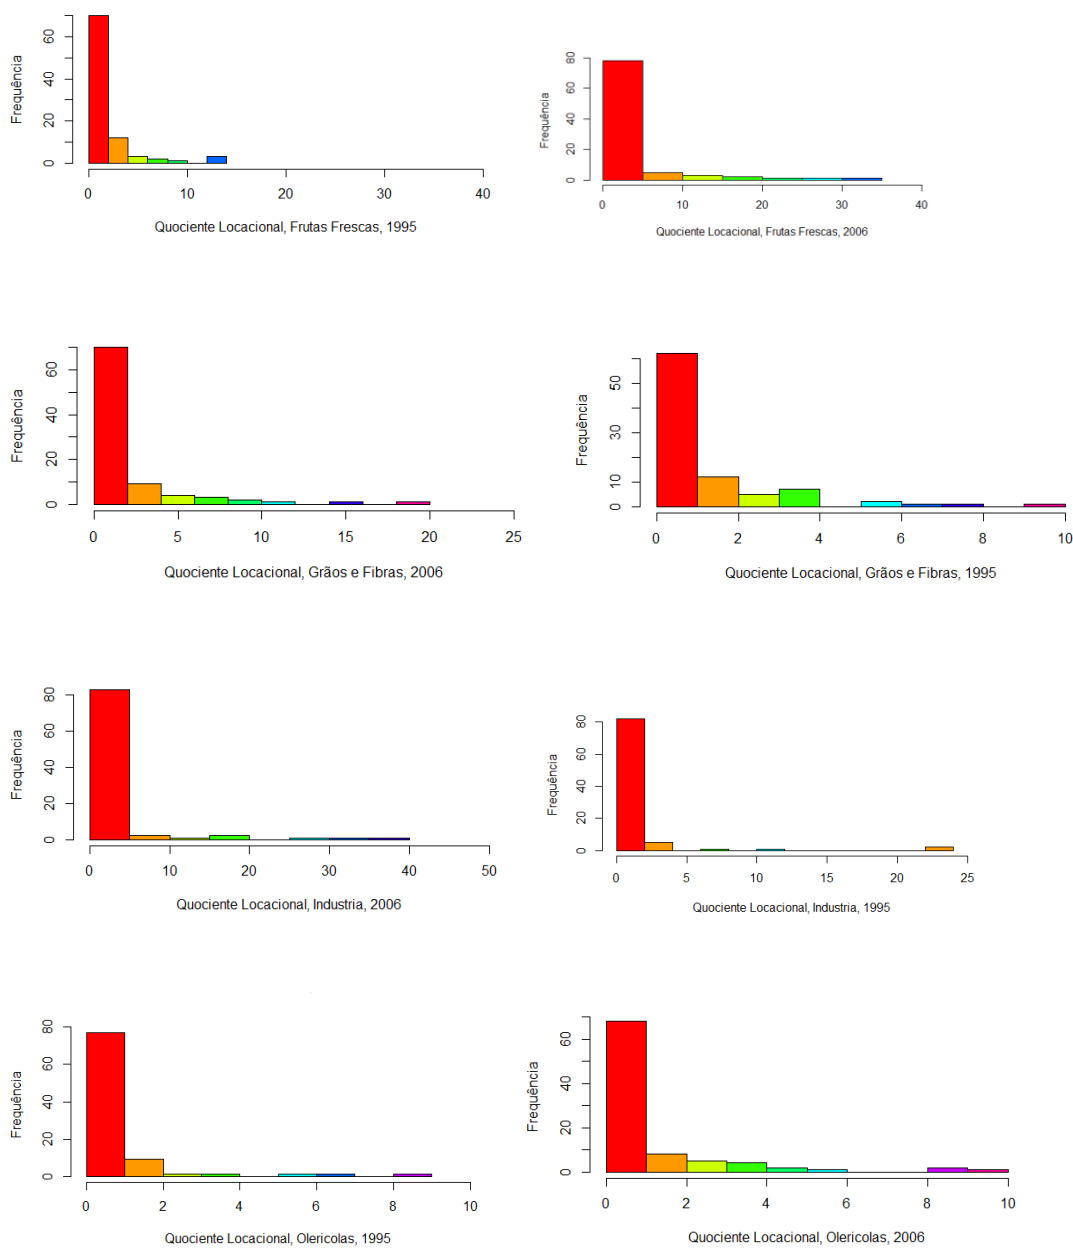 Frequência
0 20 40 60
0 10 20 30 40
Quociente Locacional, Frutas Frescas, 1995
Frequência
0 20 40 60 80
0 10 20 30 40
Quociente Locacional, Frutas Frescas, 2006
Frequência
0 20 40 60
0 5 10 15 20 25
Quociente Locacional, Grãos e Fibras, 2006
Frequência
0 10 30 50
0 2 4 6 8 10
Quociente Locacional, Grãos e Fibras, 1995
Frequência
0 20 40 60 80
0 10 20 30 40 50
Quociente Locacional, Industria, 2006
Frequência
0 20 40 60 80
0 5 10 15 20 25
Quociente Locacional, Industria, 1995
Frequência
0 20 40 60 80
0 2 4 6 8 10
Quociente Locacional, Olericolas, 1995
Frequência
0 20 40 60
0 2 4 6 8 10
Quociente Locacional, Olericolas, 2006